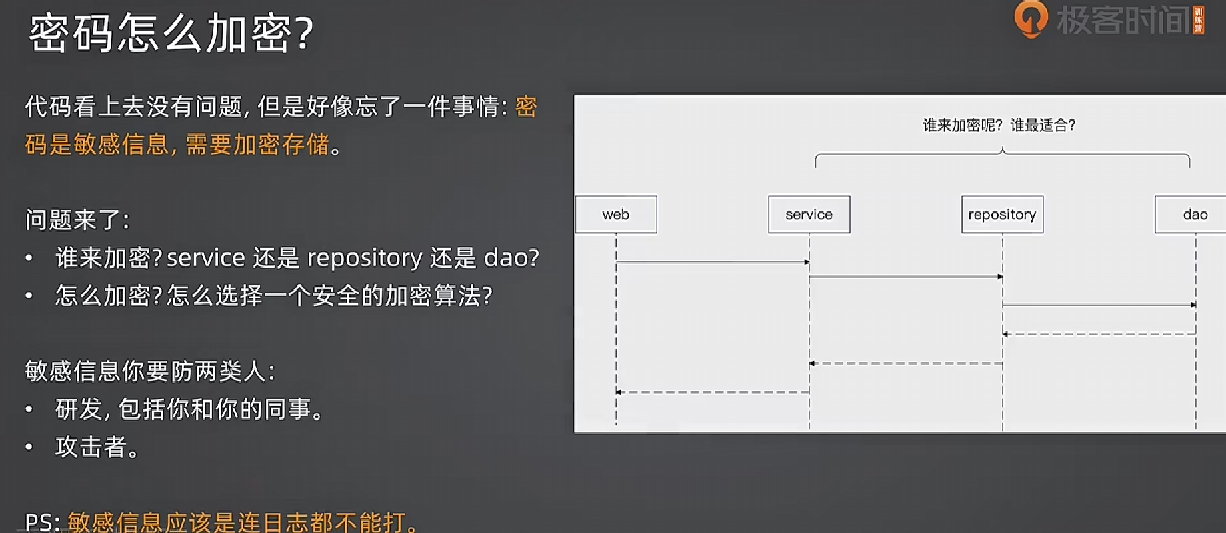 密码怎么加密?
极客时间
训练营
代码看上去没有问题, 但是好像忘了一件事情: 密
码是敏感信息, 需要加密存储。
问题来了:
• 谁来加密? service 还是 repository 还是 dao?
• 怎么加密? 怎么选择一个安全的加密算法?
敏感信息你要防两类人:
• 研发, 包括你和你的同事。
• 攻击者。
PS: 敏感信息应该是连日志都不能打。
谁来加密呢? 谁最适合?
web
service
repository
dao